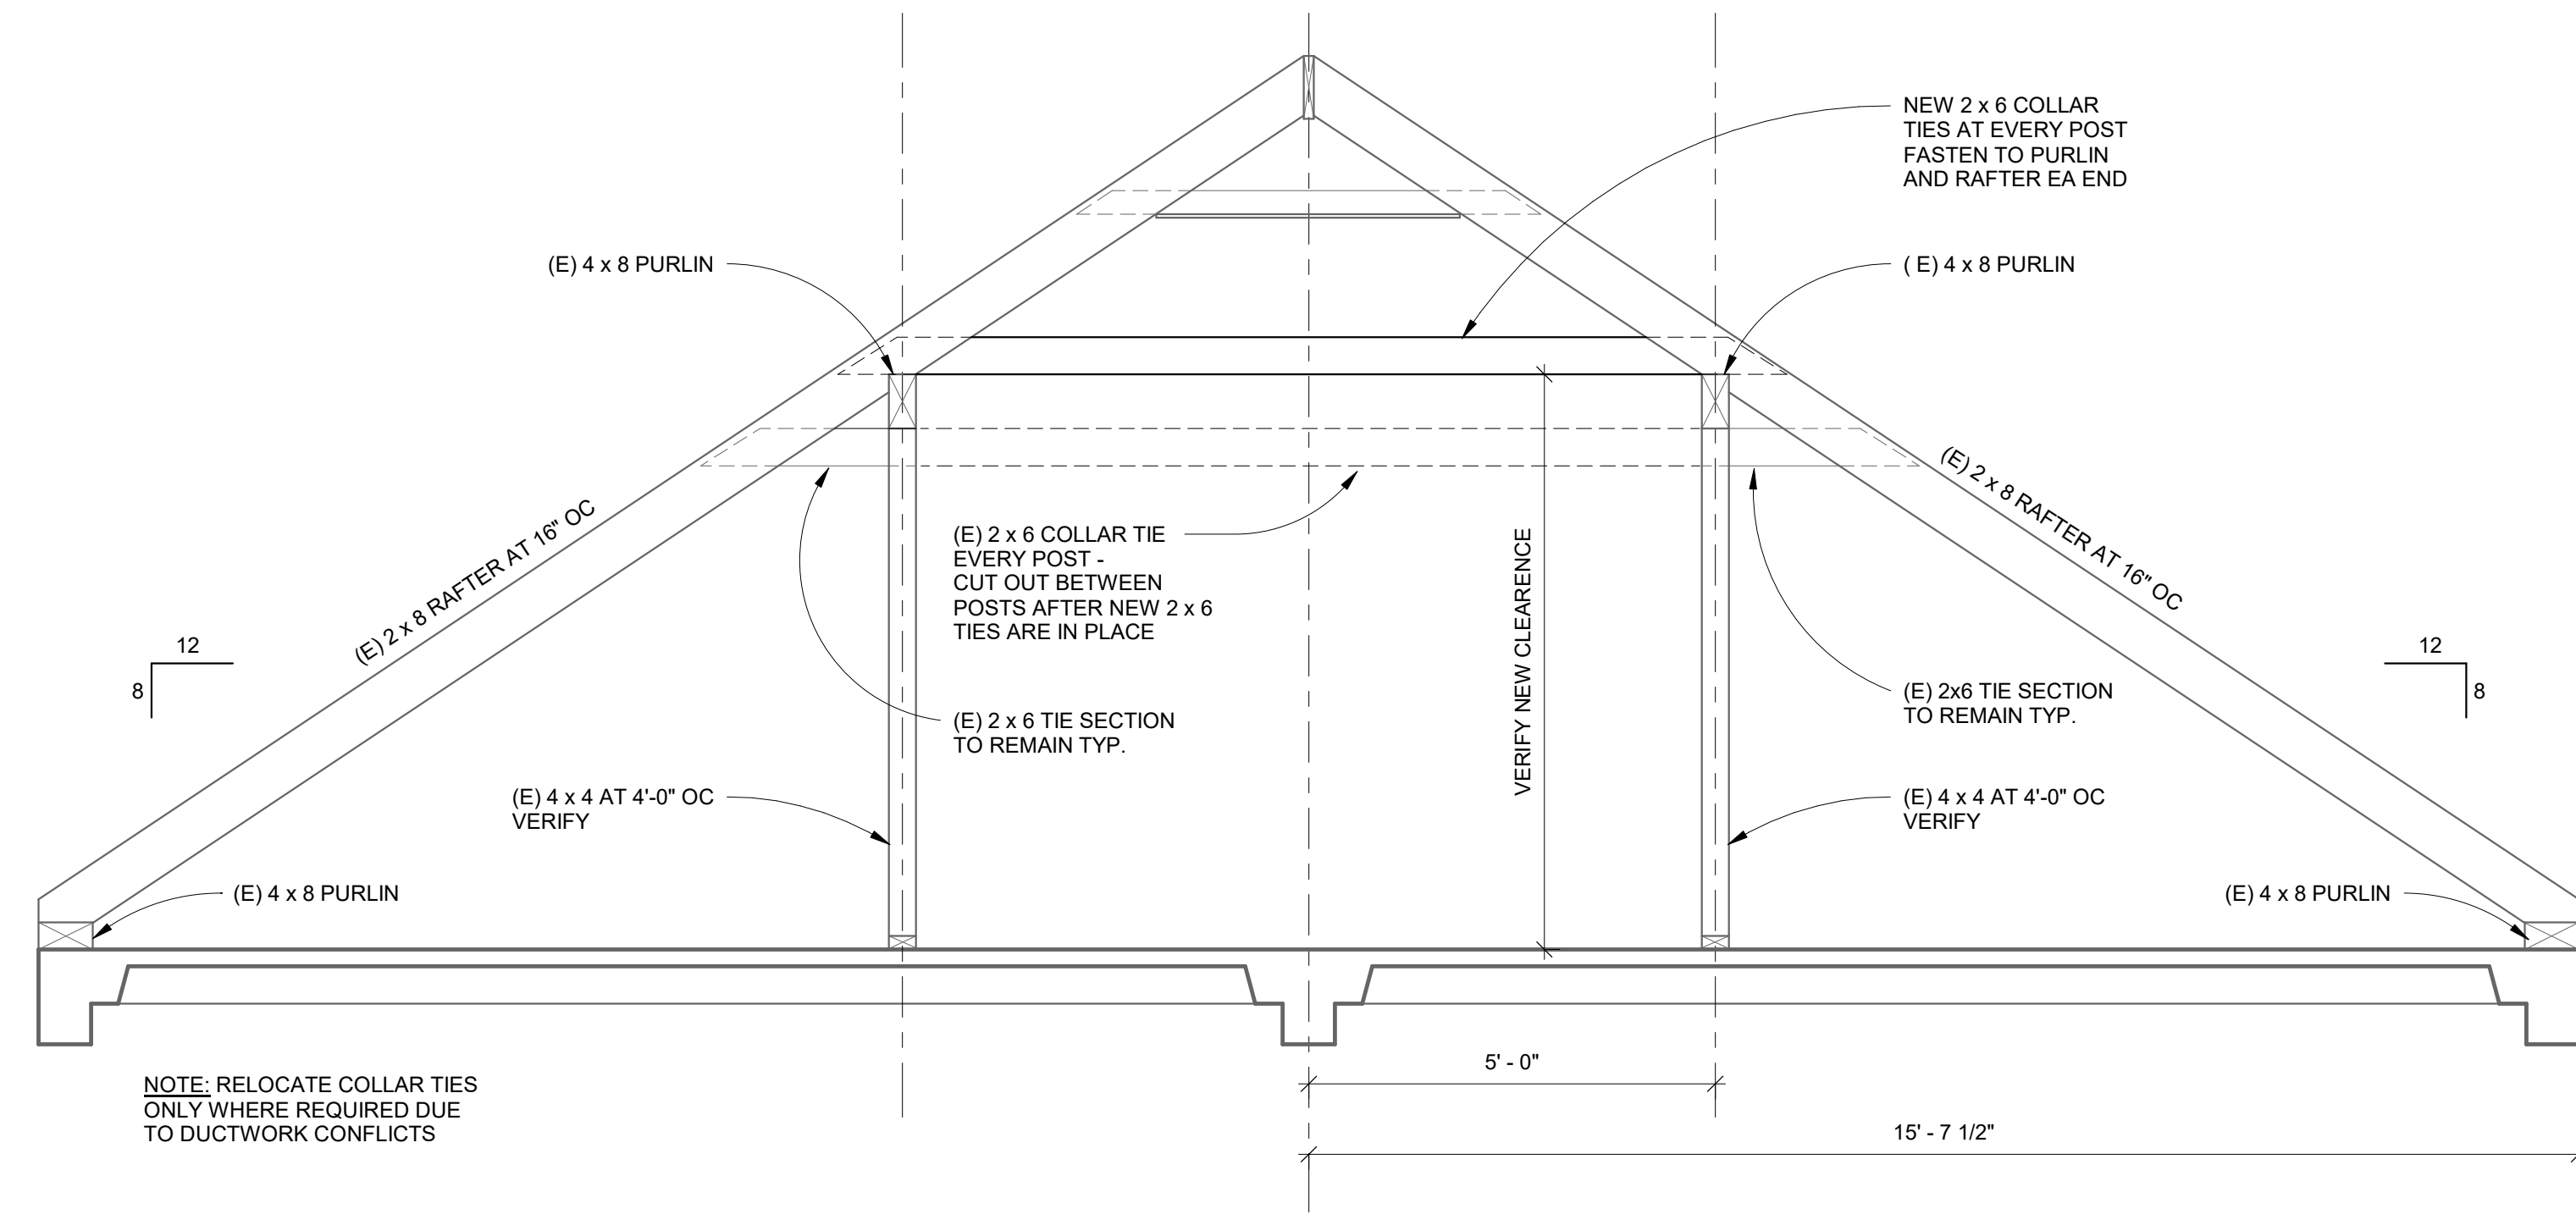 NEW 2 x 6 COLLAR
TIES AT EVERY POST
FASTEN TO PURLIN
AND RAFTER EA END
(E) 4 x 8 PURLIN
( E) 4 x 8 PURLIN
(E) 2 x 8 RAFTER AT 16" OC
(E) 2 x 8 RAFTER AT 16" OC
(E) 2 x 6 COLLAR TIE
EVERY POST -
CUT OUT BETWEEN
POSTS AFTER NEW 2 x 6
TIES ARE IN PLACE
VERIFY NEW CLEARENCE
12
8
12
8
(E) 2 x 6 TIE SECTION
TO REMAIN TYP.
(E) 2x6 TIE SECTION
TO REMAIN TYP.
(E) 4 x 4 AT 4'-0" OC
VERIFY
(E) 4 x 4 AT 4'-0" OC
VERIFY
(E) 4 x 8 PURLIN
(E) 4 x 8 PURLIN
5' - 0"
15' - 7 1/2"
NOTE: RELOCATE COLLAR TIES
ONLY WHERE REQUIRED DUE
TO DUCTWORK CONFLICTS